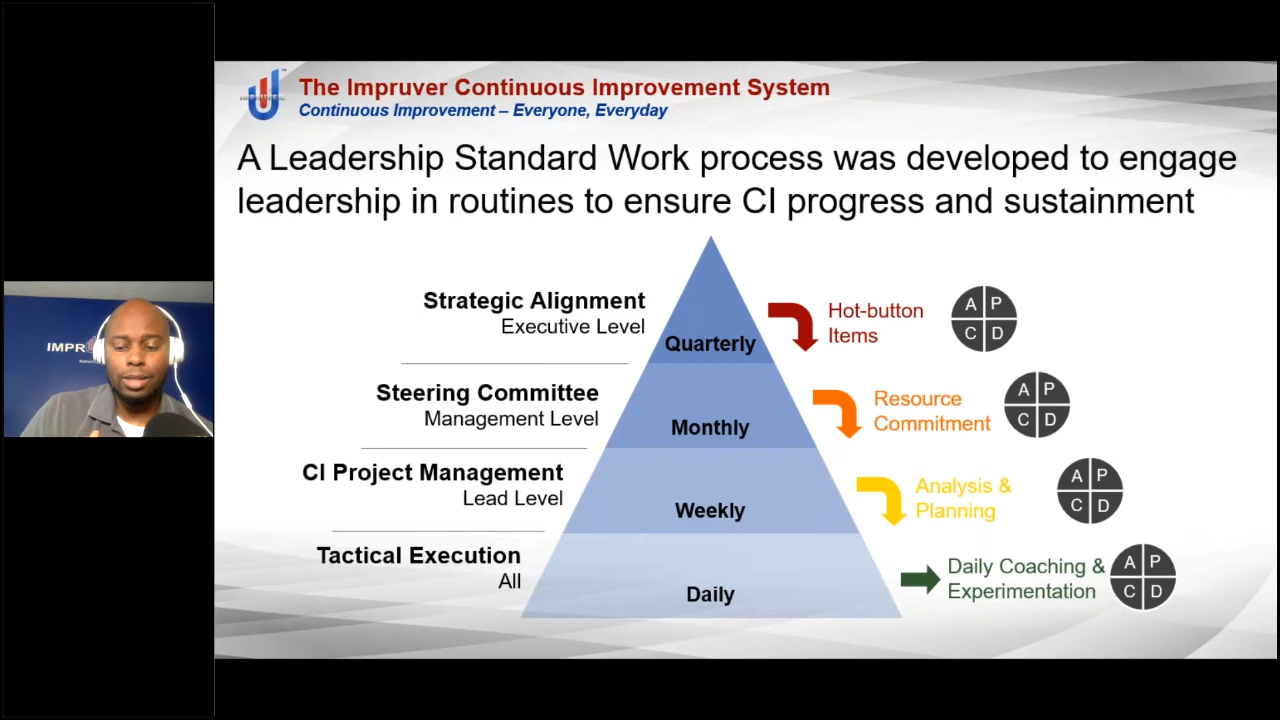 The Impruver Continuous Improvement System
Continuous Improvement – Everyone, Everyday
A Leadership Standard Work process was developed to engage
leadership in routines to ensure CI progress and sustainment
Strategic Alignment
Executive Level
Quarterly
Hot-button
Items
A P
C D
Steering Committee
Management Level
Monthly
Resource
Commitment
A P
C D
CI Project Management
Lead Level
Weekly
Analysis &
Planning
A P
C D
Tactical Execution
All
Daily
Daily Coaching &
Experimentation
A P
C D
IMPR